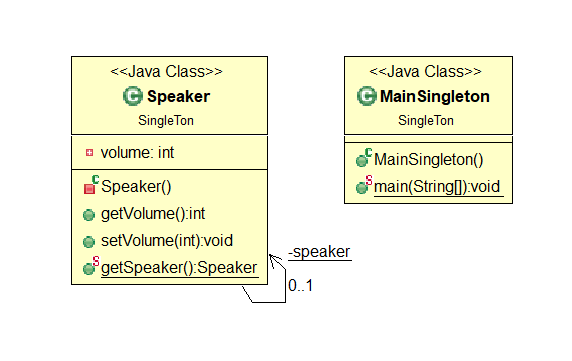 <<Java Class>>
Speaker
SingleTon
volume: int
Speaker()
getVolume():int
setVolume(int):void
getSpeaker():Speaker
-speaker
0..1
<<Java Class>>
MainSingleton
SingleTon
MainSingleton()
main(String[]):void